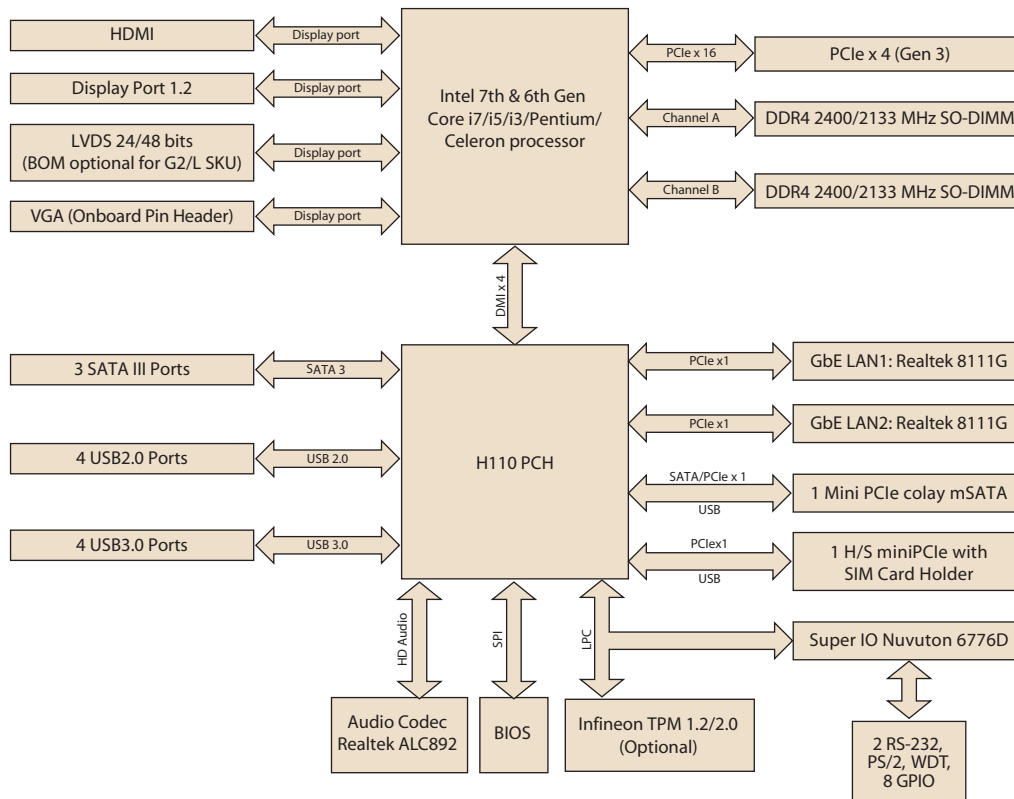 HDMI
Display port
Display Port 1.2
Display port
LVDS 24/48 bits
(BOM optional for G2/L SKU)
Display port
VGA (Onboard Pin Header)
Display port
Intel 7th & 6th Gen
Core i7/i5/i3/Pentium/
Celeron processor
PCIe x 16
PCIe x 4 (Gen 3)
Channel A
DDR4 2400/2133 MHz SO-DIMM
Channel B
DDR4 2400/2133 MHz SO-DIMM
DMI x 4
3 SATA III Ports
SATA 3
4 USB2.0 Ports
USB 2.0
4 USB3.0 Ports
USB 3.0
H110 PCH
PCIe x1
GbE LAN1: Realtek 8111G
PCIe x1
GbE LAN2: Realtek 8111G
SATA/PCIe x 1
USB
1 Mini PCIe colay mSATA
PCIex1
USB
1 H/S miniPCIe with
SIM Card Holder
HD Audio
SPI
LPC
Super IO Nuvuton 6776D
Audio Codec
Realtek ALC892
BIOS
Infineon TPM 1.2/2.0
(Optional)
2 RS-232,
PS/2, WDT,
8 GPIO